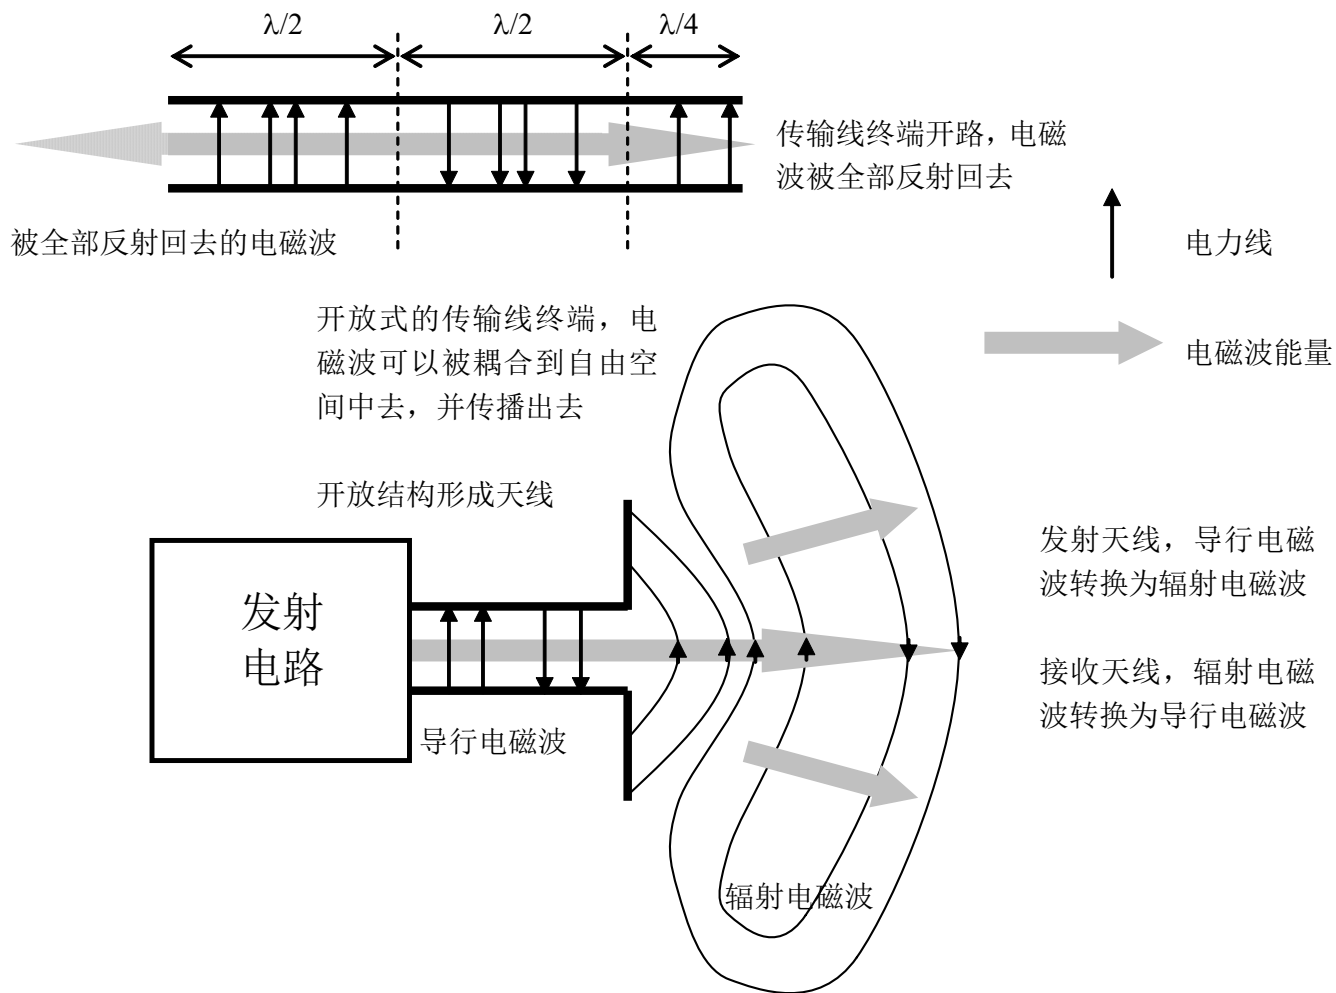 λ/2
λ/2
λ/4
传输线终端开路，电磁
波被全部反射回去
被全部反射回去的电磁波
电力线
电磁波能量
开放式的传输线终端，电
磁波可以被耦合到自由空
间中去，并传播出去
开放结构形成天线
发射
电路
导行电磁波
辐射电磁波
发射天线，导行电磁
波转换为辐射电磁波
接收天线，辐射电磁
波转换为导行电磁波